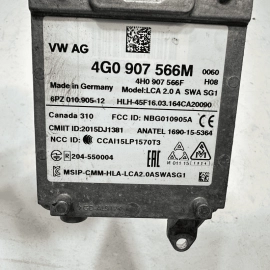 VW AG
4G0 907 566M 0060
4H0 907 566F H08
Made in Germany Model:LCA 2.0 A SWA SG1
6PZ 010.905-12 HLH-45F16.03.164CA20090
Canada 310 FCC ID: NBG010905A
CMIIT ID:2015DJ1381 ANATEL 1690-15-5364
NCC ID: CCAI15LP1570T3
R 204-550004
MSIP-CMM-HLA-LCA2.0ASWASG1